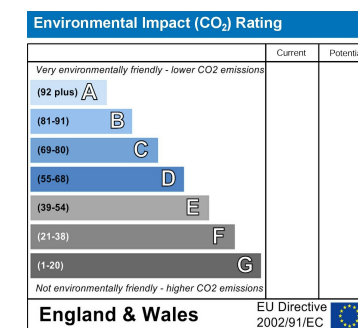 Environmental Impact (CO₂) Rating
Current Potentia
Very environmentally friendly - lower CO2 emissions
(92 plus) A
(81-91) B
(69-80) C
(55-68) D
(39-54) E
(21-38) F
(1-20) G
Not environmentally friendly - higher CO2 emissions
England & Wales
EU Directive
2002/91/EC